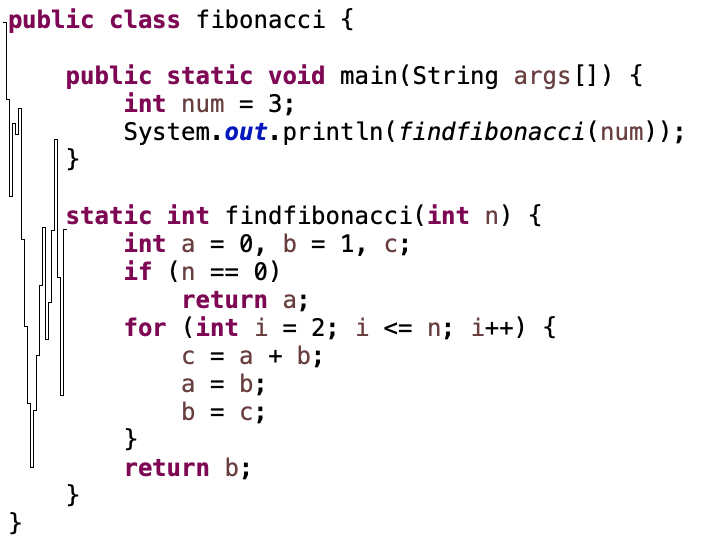 public class fibonacci {
public static void main(String args[]) {
int num = 3;
System.out.println(findfibonacci(num));
}
static int findfibonacci(int n) {
int a = 0, b = 1, c;
if (n == 0)
return a;
for (int i = 2; i <= n; i++) {
c = a + b;
a = b;
b = c;
}
return b;
}
}